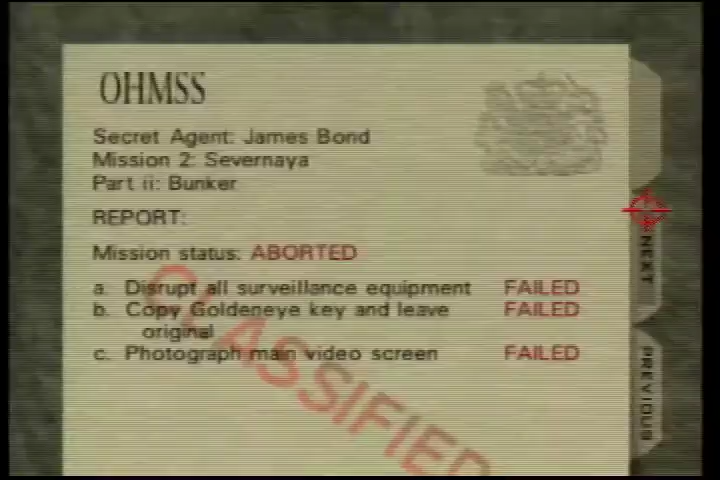 OHMSS
Secret Agent: James Bond
Mission 2: Severnaya
Part ii: Bunker
REPORT:
Mission status: ABORTED
a. Disrupt all surveillance equipment FAILED
b. Copy Goldeneye key and leave FAILED
original
c. Photograph main video screen FAILED
CLASSIFIED
NEXT
PREVIOUS